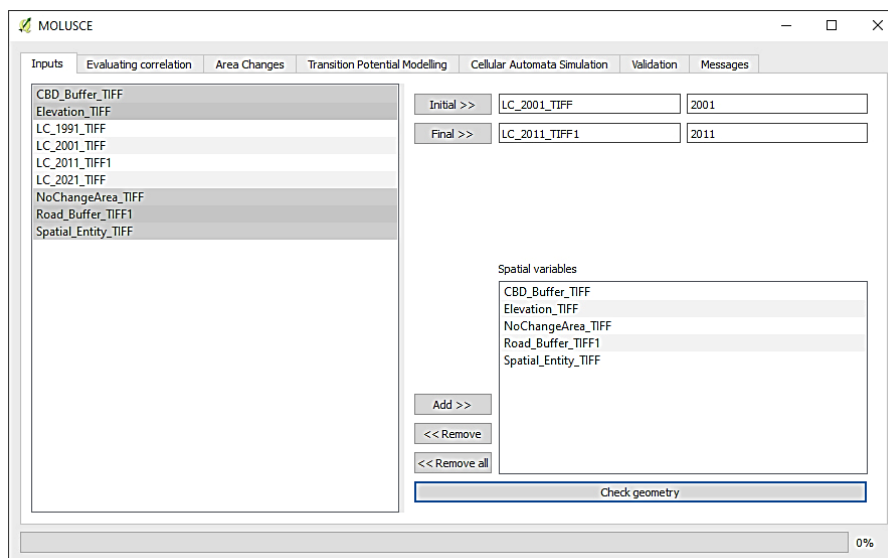 MOLUSCE
Inputs Evaluating correlation Area Changes Transition Potential Modelling Cellular Automata Simulation Validation Messages
CBD_Buffer_TIFF
Elevation_TIFF
LC_1991_TIFF
LC_2001_TIFF
LC_2011_TIFF1
LC_2021_TIFF
NoChangeArea_TIFF
Road_Buffer_TIFF1
Spatial_Entity_TIFF
Initial >> LC_2001_TIFF 2001
Final >> LC_2011_TIFF1 2011
Spatial variables
CBD_Buffer_TIFF
Elevation_TIFF
NoChangeArea_TIFF
Road_Buffer_TIFF1
Spatial_Entity_TIFF
Add >>
<< Remove
<< Remove all
Check geometry
0%